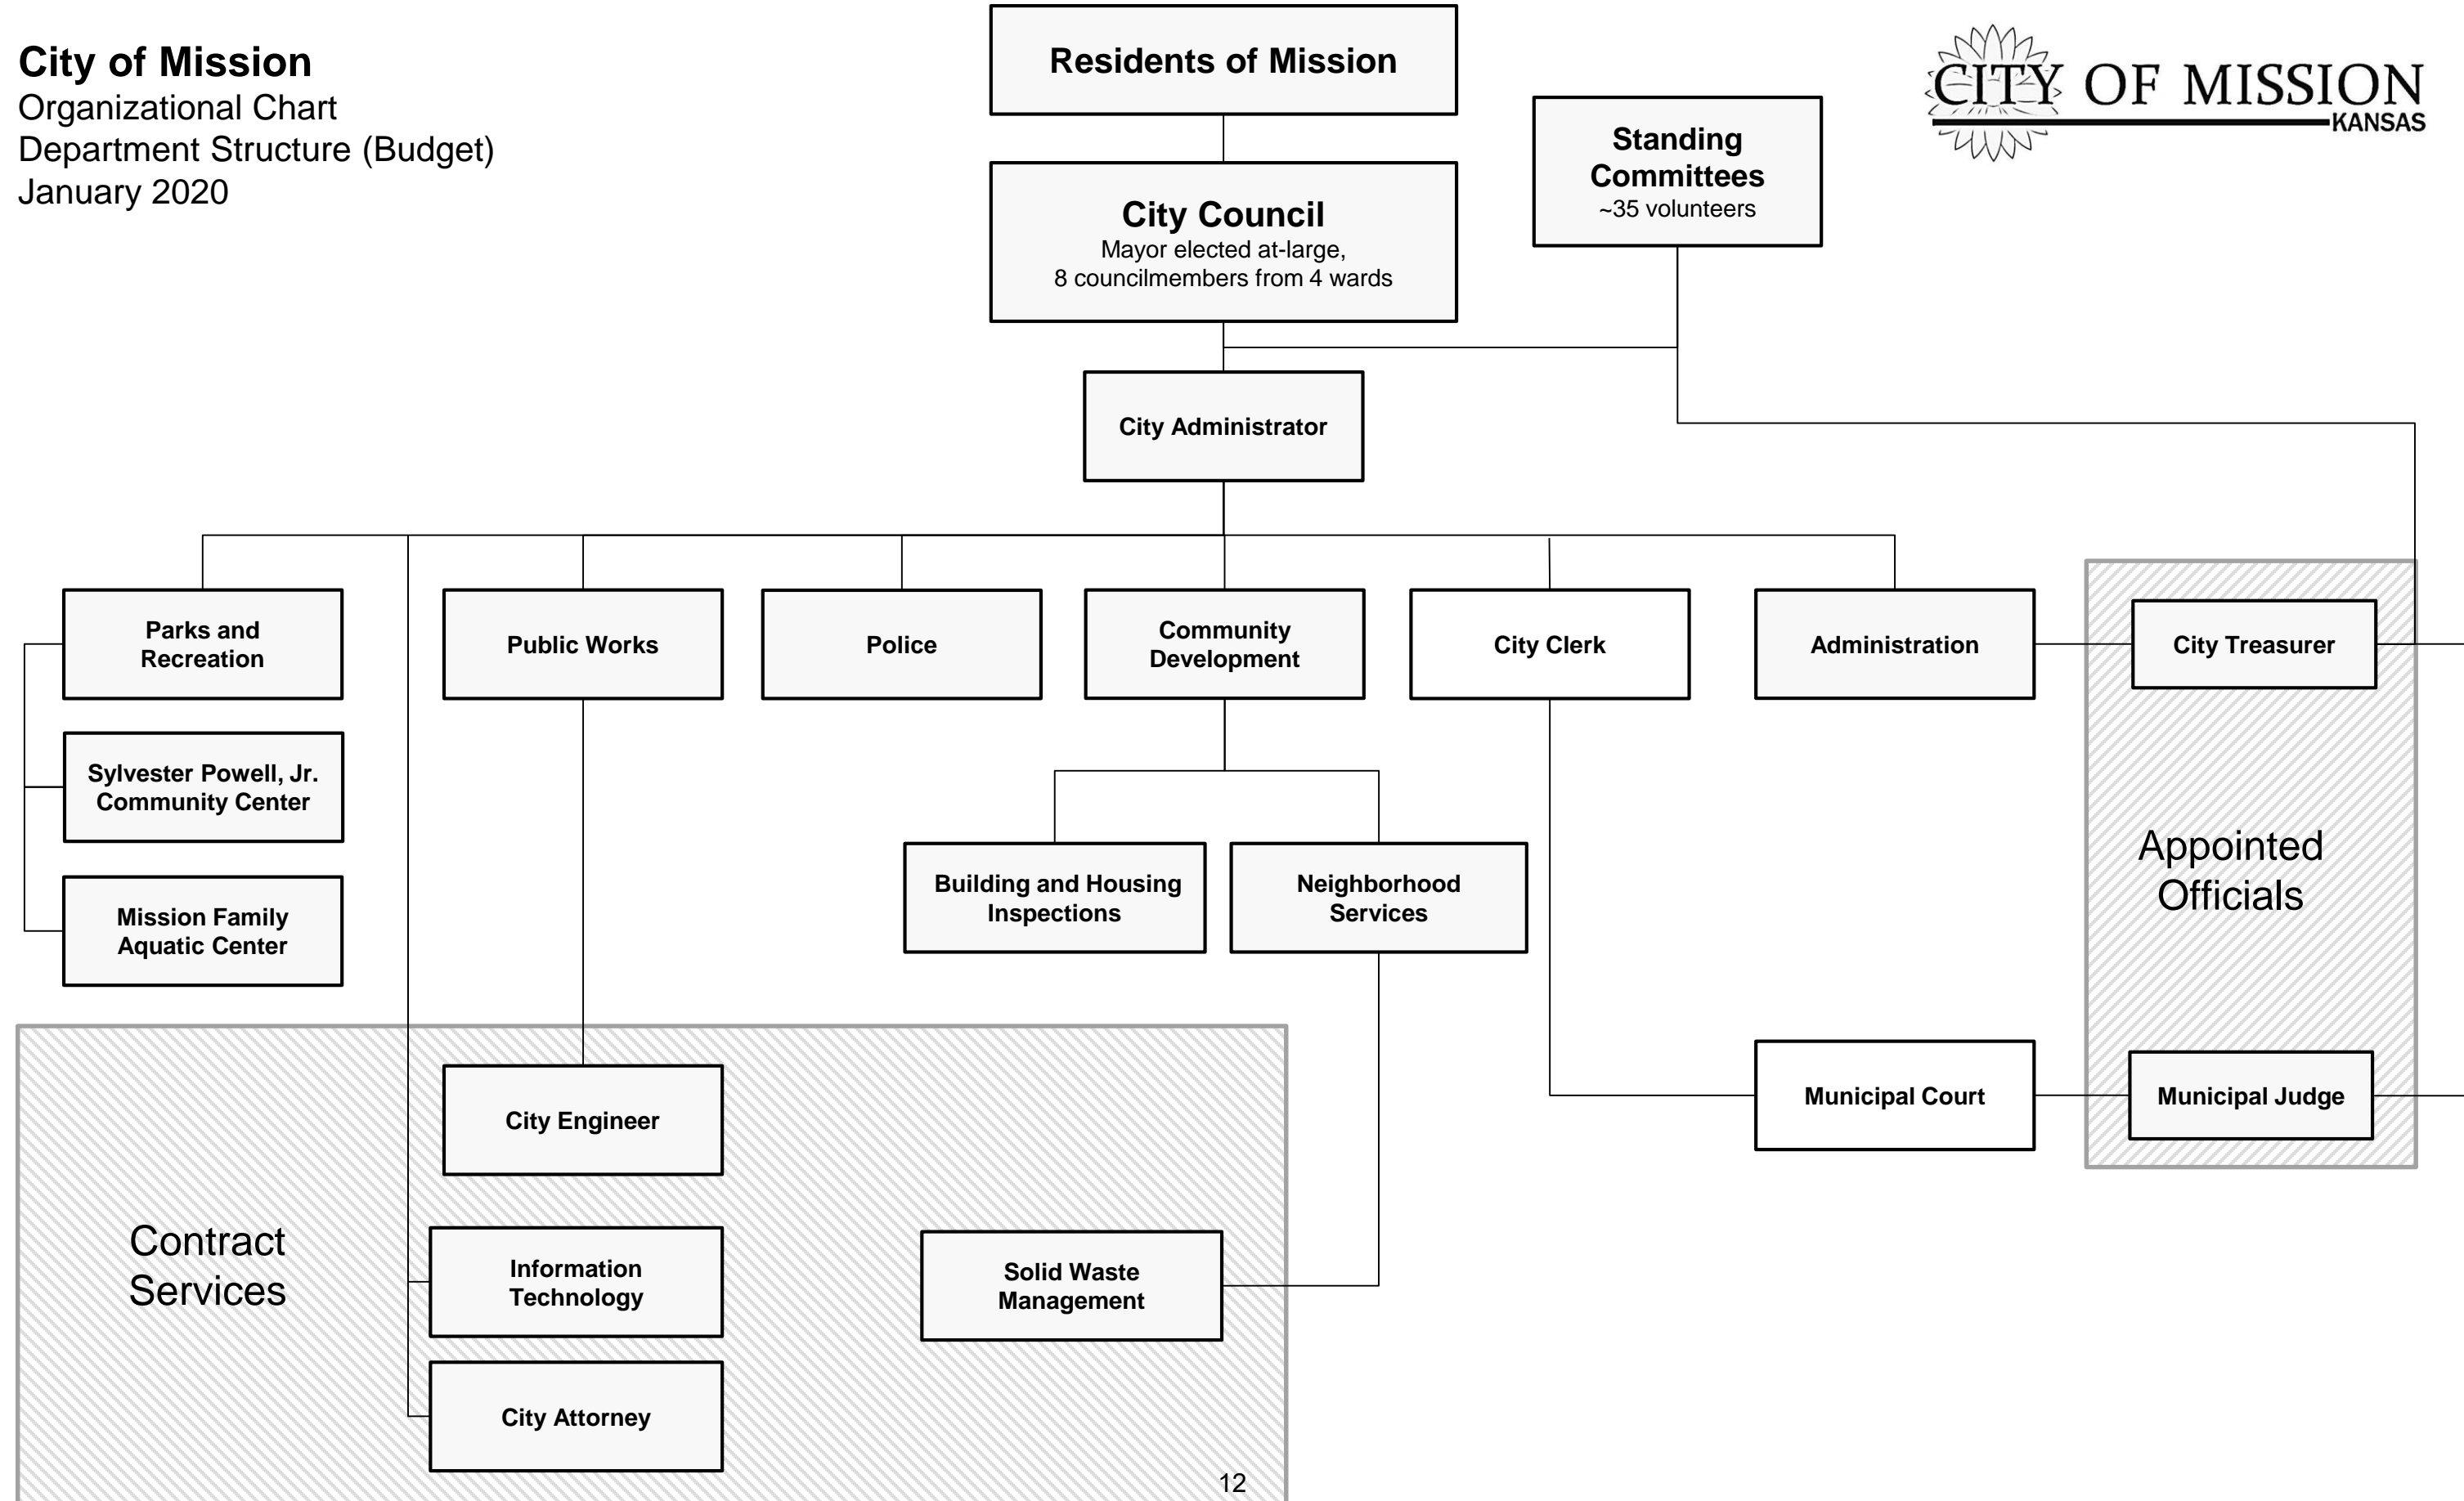 City of Mission
Organizational Chart
Department Structure (Budget)
January 2020
Residents of Mission
CITY OF MISSION
KANSAS
Standing
Committees
~35 volunteers
City Council
Mayor elected at-large,
8 councilmembers from 4 wards
City Administrator
Parks and
Recreation
Public Works
Police
Community
Development
City Clerk
Administration
City Treasurer
Sylvester Powell, Jr.
Community Center
Mission Family
Aquatic Center
Building and Housing
Inspections
Neighborhood
Services
Appointed
Officials
City Engineer
Municipal Court
Municipal Judge
Contract
Services
Information
Technology
Solid Waste
Management
City Attorney
12